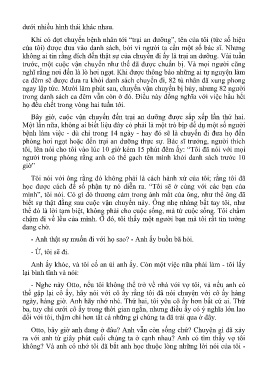 dưới nhiều hình thái khác nhau.
Khi có đợt chuyển bệnh nhân tới “trại an dưỡng”, tên của tôi (tức số hiệu
của tôi) được đưa vào danh sách, bởi vì người ta cần một số bác sĩ. Nhưng
không ai tin rằng đích đến thật sự của chuyến đi ấy là trại an dưỡng. Vài tuần
trước, một cuộc vận chuyển như thế đã được chuẩn bị. Và mọi người cũng
nghĩ rằng nơi đến là lò hơi ngạt. Khi được thông báo những ai tự nguyện làm
ca đêm sẽ được đưa ra khỏi danh sách chuyển đi, 82 tù nhân đã xung phong
ngay lập tức. Mười lăm phút sau, chuyến vận chuyển bị hủy, nhưng 82 người
trong danh sách ca đêm vẫn còn ở đó. Điều này đồng nghĩa với việc hầu hết
họ đều chết trong vòng hai tuần tới.
Bây giờ, cuộc vận chuyển đến trại an dưỡng được sắp xếp lần thứ hai.
Một lần nữa, không ai biết liệu đây có phải là một trò bịp để dụ một số người
bệnh làm việc - dù chỉ trong 14 ngày - hay đó sẽ là chuyến đi đưa họ đến
phòng hơi ngạt hoặc đến trại an dưỡng thực sự. Bác sĩ trưởng, người thích
tôi, lén nói cho tôi vào lúc 10 giờ kém 15 phút đêm ấy: “Tôi đã nói với mọi
người trong phòng rằng anh có thể gạch tên mình khỏi danh sách trước 10
giờ”
Tôi nói với ông rằng đó không phải là cách hành xử của tôi; rằng tôi đã
học được cách để số phận tự nó diễn ra. “Tôi sẽ ở cùng với các bạn của
mình”, tôi nói. Có gì đó thương cảm trong ánh mắt của ông, như thể ông đã
biết sự thật đằng sau cuộc vận chuyển này. Ông nhẹ nhàng bắt tay tôi, như
thể đó là lời tạm biệt, không phải cho cuộc sống, mà từ cuộc sống. Tôi chầm
chậm đi về lều của mình. Ở đó, tôi thấy một người bạn mà tôi rất tin tưởng
đang chờ.
- Anh thật sự muốn đi với họ sao? - Anh ấy buồn bã hỏi.
- Ừ, tôi sẽ đi.
Anh ấy khóc, và tôi cố an ủi anh ấy. Còn một việc nữa phải làm - tôi lấy
lại bình tĩnh và nói:
- Nghe này Otto, nếu tôi không thể trở về nhà với vợ tôi, và nếu anh có
thể gặp lại cô ấy, hãy nói với cô ấy rằng tôi đã nói chuyện với cô ấy hàng
ngày, hàng giờ. Anh hãy nhớ nhé. Thứ hai, tôi yêu cô ấy hơn bất cứ ai. Thứ
ba, tuy chỉ cưới cô ấy trong thời gian ngắn, nhưng điều ấy có ý nghĩa lớn lao
đối với tôi, thậm chí hơn tất cả những gì chúng ta đã trải qua ở đây.
Otto, bây giờ anh đang ở đâu? Anh vẫn còn sống chứ? Chuyện gì đã xảy
ra với anh từ giây phút cuối chúng ta ở cạnh nhau? Anh có tìm thấy vợ tôi
không? Và anh có nhớ tôi đã bắt anh học thuộc lòng những lời nói của tôi -